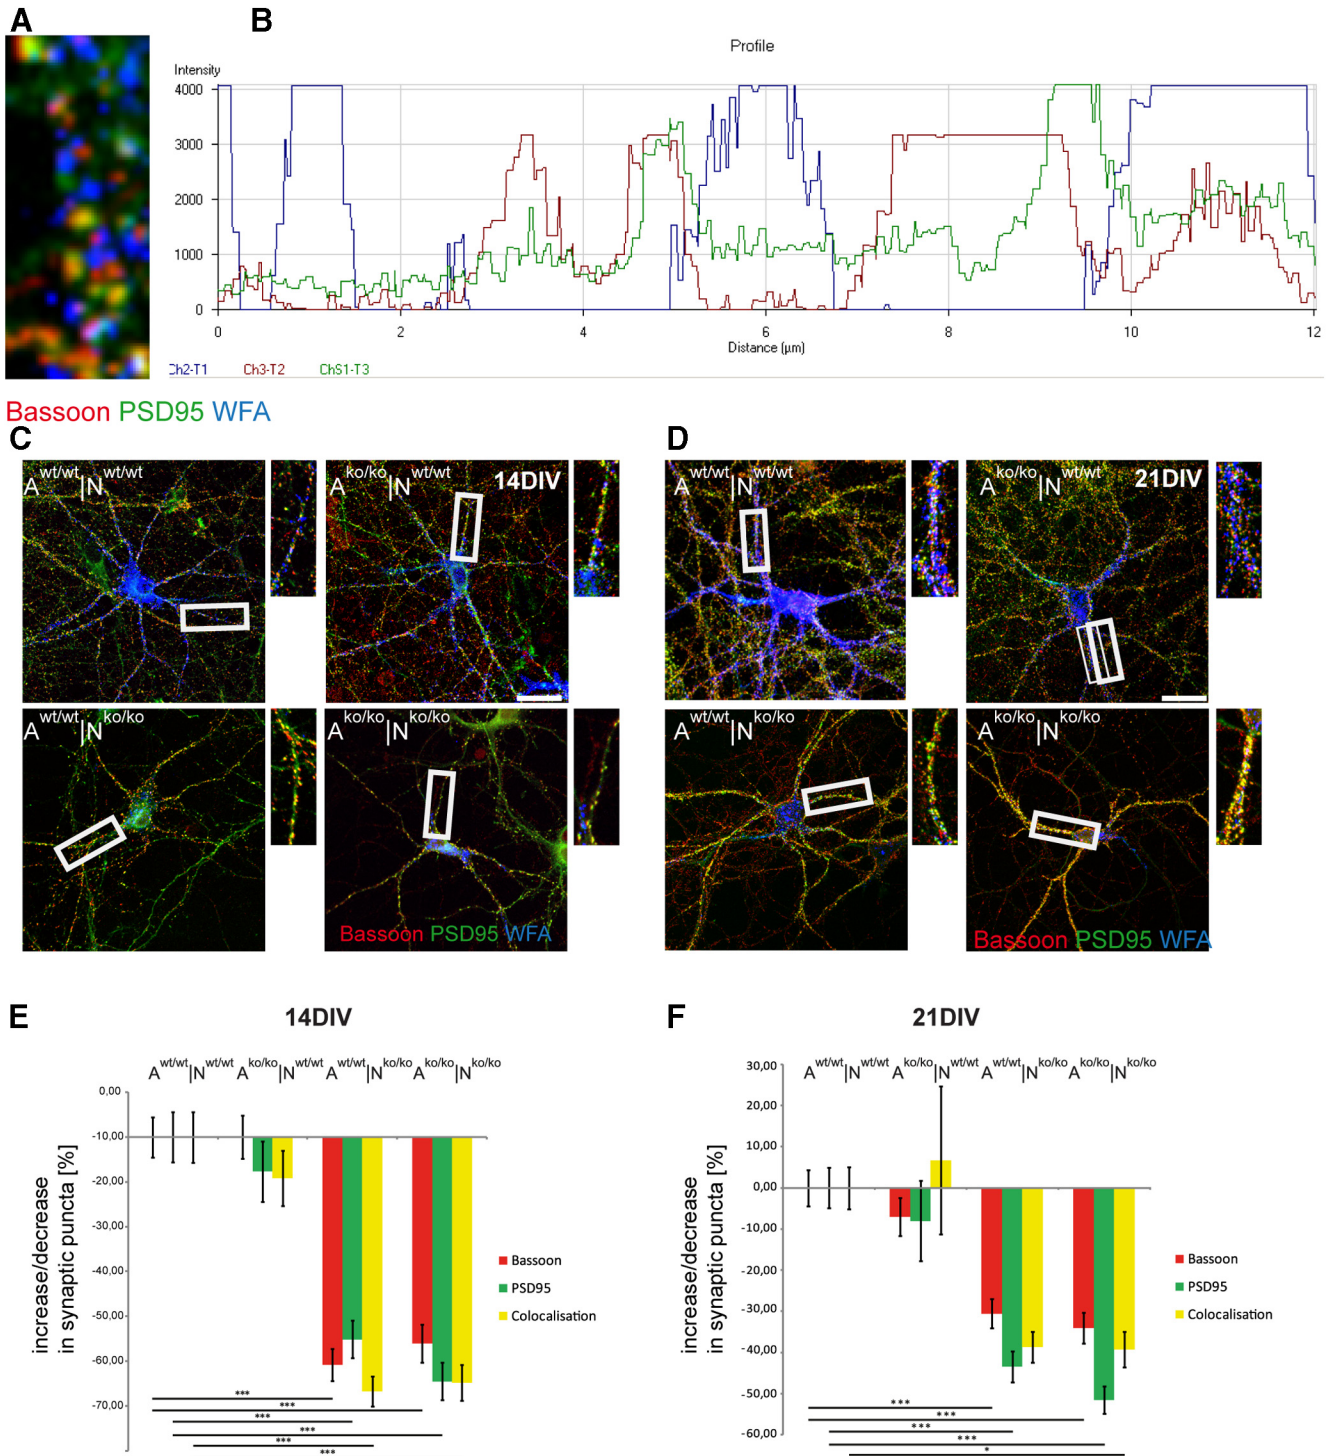 A
B
Profile
Intensity
4000
3000
2000
1000
0
0 2 4 6 8 10 12
Distance (µm)
Ch2-T1 Ch3-T2 ChS1-T3
Bassoon PSD95 WFA
C
D
A wt/wt |N wt/wt
A ko/ko |N wt/wt
14DIV
A wt/wt |N wt/wt
A ko/ko |N wt/wt
21DIV
A wt/wt |N ko/ko
A ko/ko |N ko/ko
Bassoon PSD95 WFA
A wt/wt |N ko/ko
A ko/ko |N ko/ko
Bassoon PSD95 WFA
E
14DIV
A wt/wt |N wt/wt A ko/ko |N wt/wt A wt/wt |N ko/ko A ko/ko |N ko/ko
0,00
-10,00
-20,00
-30,00
-40,00
-50,00
-60,00
-70,00
increase/decrease
in synaptic puncta [%]
Bassoon
PSD95
Colocalisation
***
***
***
***
***
***
F
21DIV
A wt/wt |N wt/wt A ko/ko |N wt/wt A wt/wt |N ko/ko A ko/ko |N ko/ko
30,00
20,00
10,00
0,00
-10,00
-20,00
-30,00
-40,00
-50,00
-60,00
increase/decrease
in synaptic puncta [%]
Bassoon
PSD95
Colocalisation
***
***
***
***
*